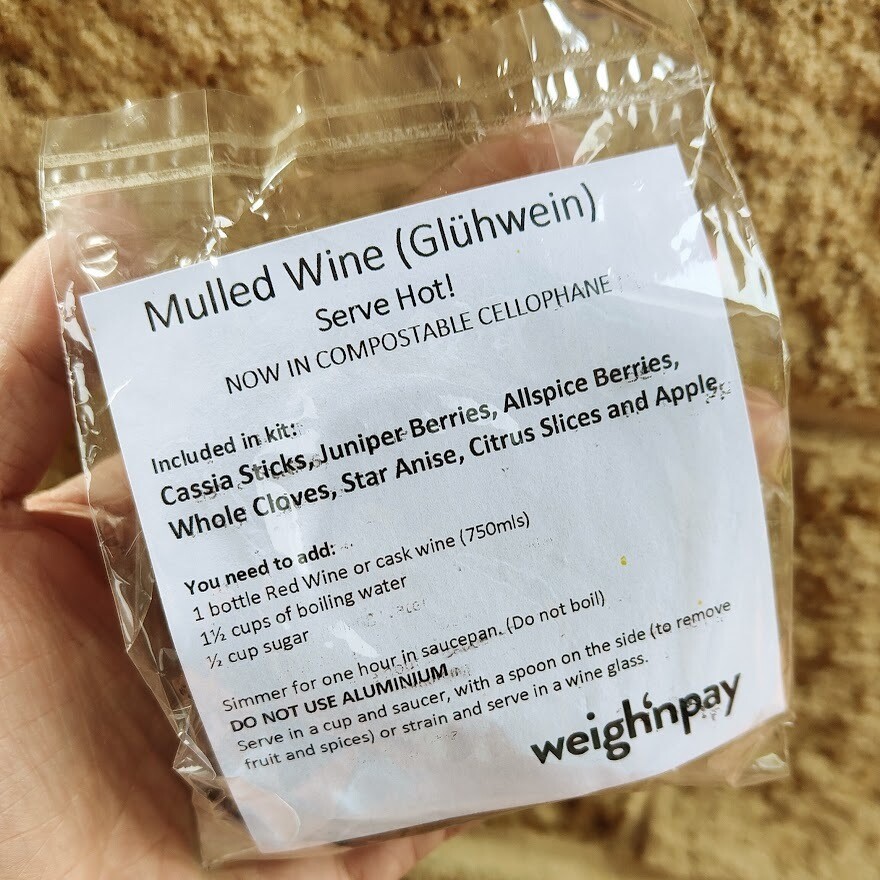 Mulled Wine (Glühwein)
Serve Hot!
NOW IN COMPOSTABLE CELLOPHANE
Included in kit:
Cassia Sticks, Juniper Berries, Allspice Berries,
Whole Cloves, Star Anise, Citrus Slices and Apple.
You need to add:
1 bottle Red Wine or cask wine (750mls)
1½ cups of boiling water
½ cup sugar
Simmer for one hour in saucepan. (Do not boil)
DO NOT USE ALUMINIUM
Serve in a cup and saucer, with a spoon on the side (to remove
fruit and spices) or strain and serve in a wine glass.
weigh'npay